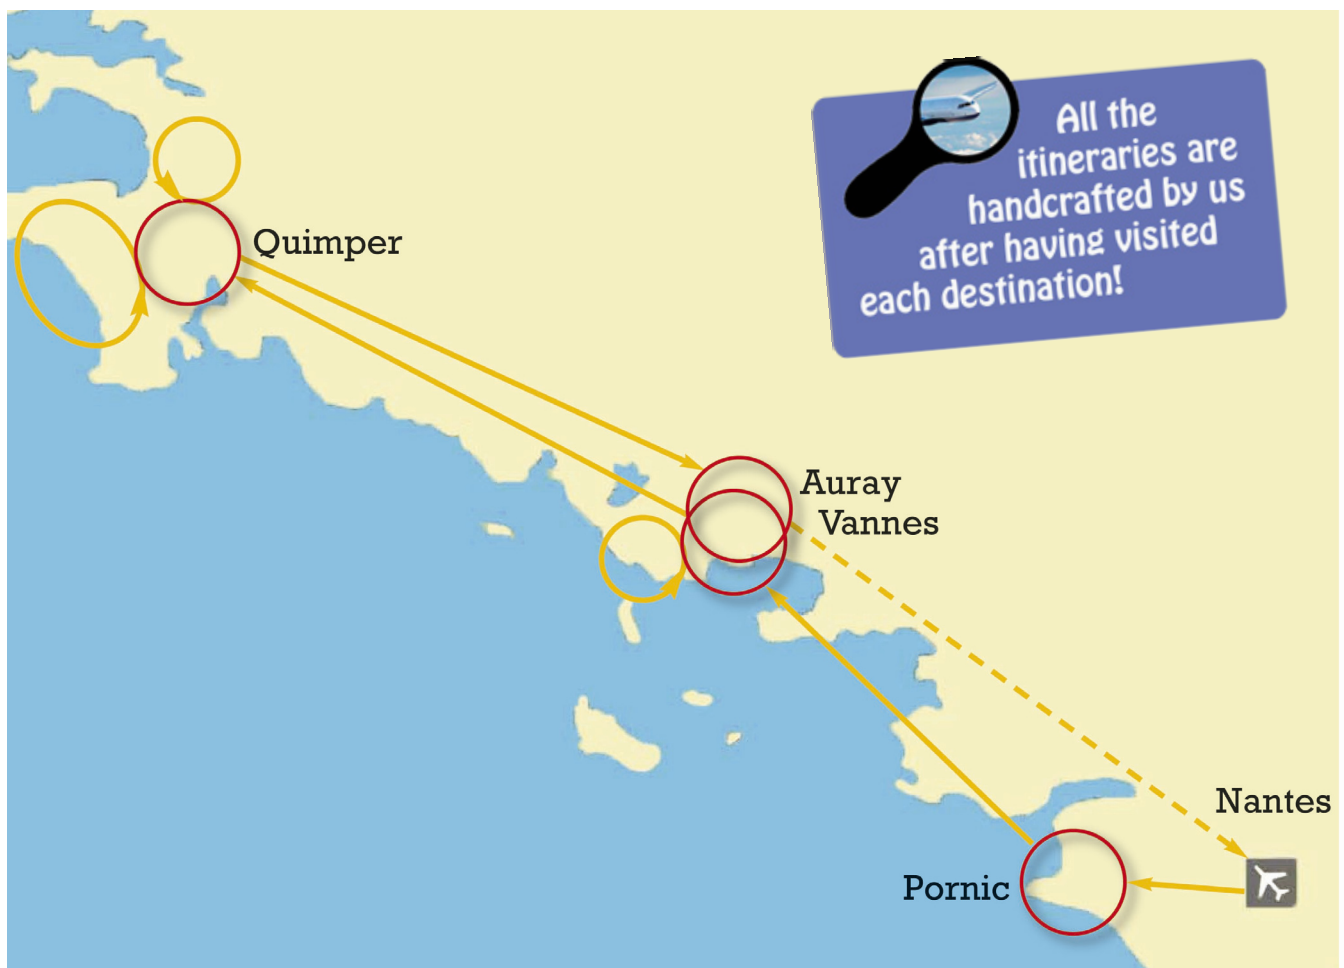 All the
itineraries are
handcrafted by us
after having visited
each destination!
Quimper
Auray
Vannes
Nantes
Pornic